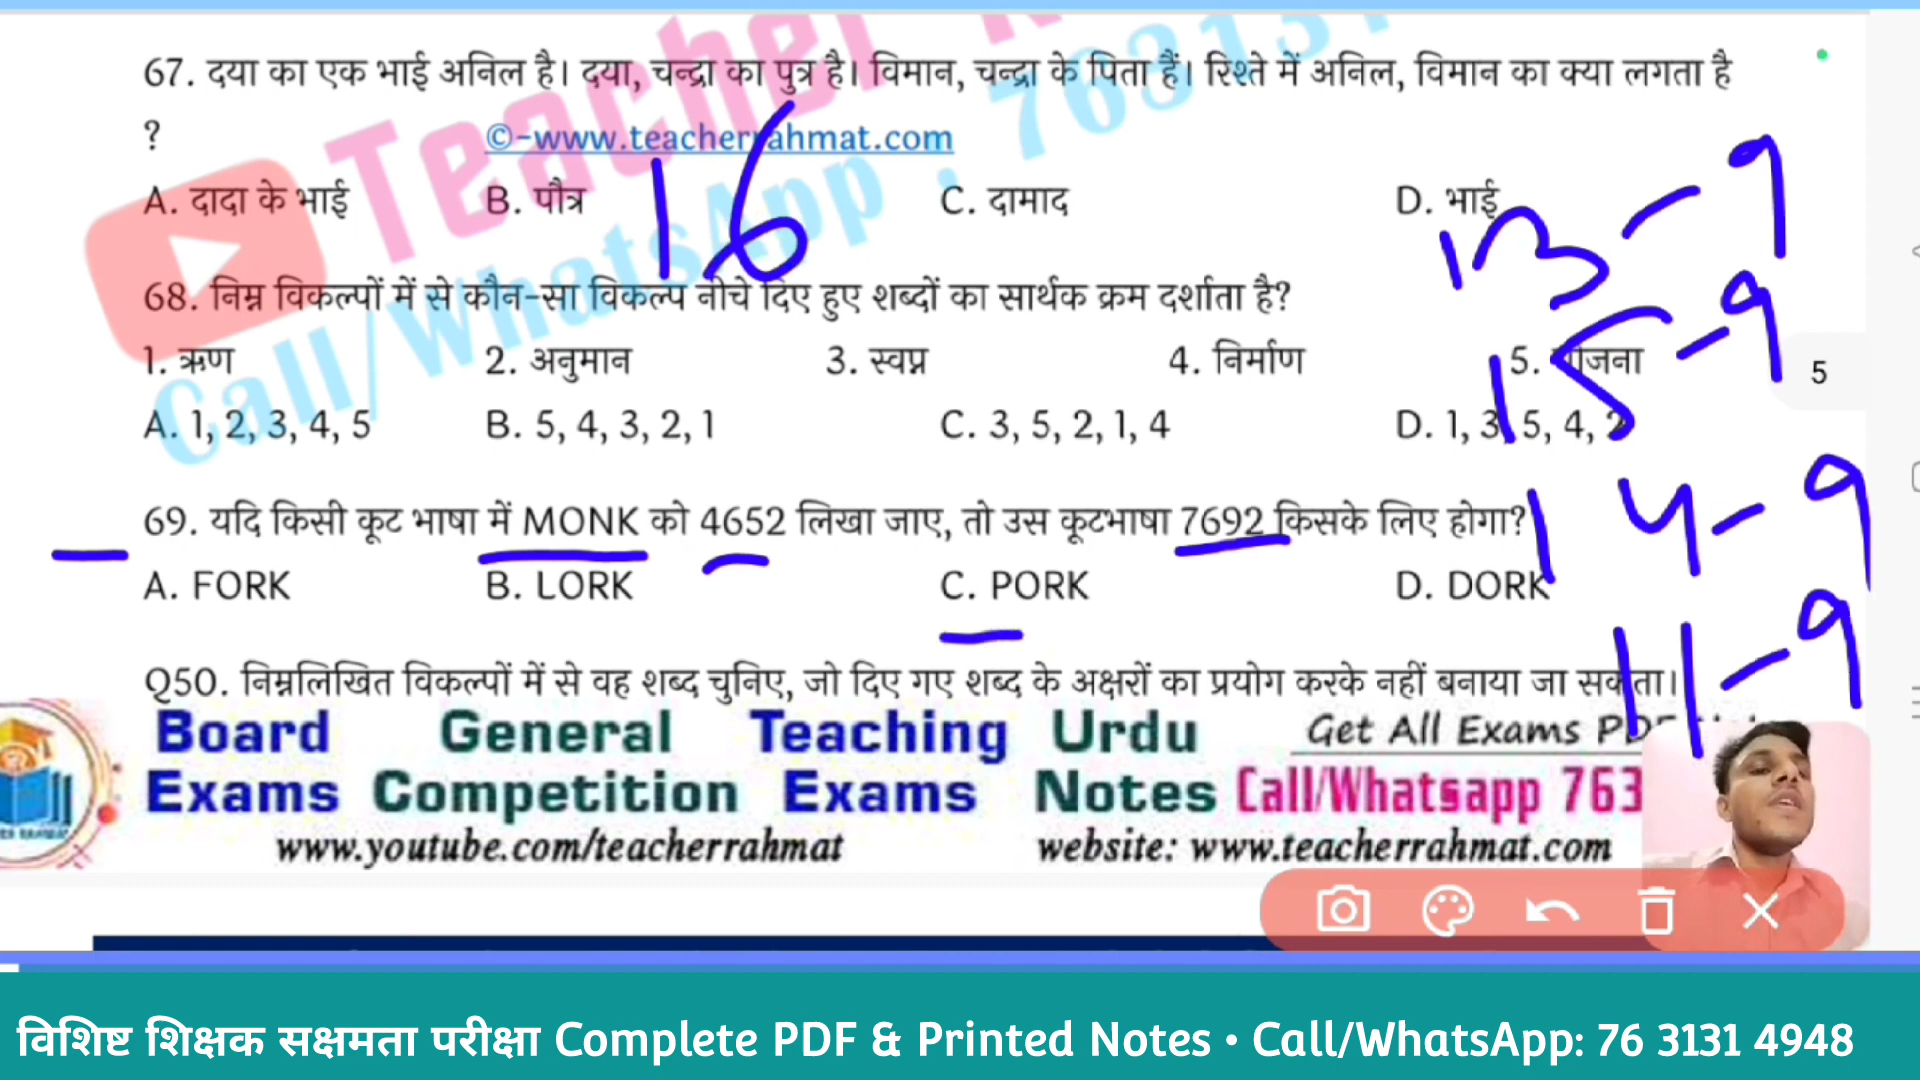 67. दया का एक भाई अनिल है। दया, चन्द्रा का पुत्र है। विमान, चन्द्रा के पिता हैं। रिश्ते में अनिल, विमान का क्या लगता है
? ©-www.teacherrahmat.com
A. दादा के भाई B. पौत्र C. दामाद D. भाई
16
13-9
68. निम्न विकल्पों में से कौन-सा विकल्प नीचे दिए हुए शब्दों का सार्थक क्रम दर्शाता है?
1. ऋण 2. अनुमान 3. स्वप्न 4. निर्माण 5. योजना
15-9
5
A. 1, 2, 3, 4, 5 B. 5, 4, 3, 2, 1 C. 3, 5, 2, 1, 4 D. 1, 3, 5, 4, 2
69. यदि किसी कूट भाषा में MONK को 4652 लिखा जाए, तो उस कूटभाषा 7692 किसके लिए होगा?
14-9
A. FORK B. LORK C. PORK D. DORK
11-9
Q50. निम्नलिखित विकल्पों में से वह शब्द चुनिए, जो दिए गए शब्द के अक्षरों का प्रयोग करके नहीं बनाया जा सकता।
Teacher
Call/WhatsApp : 763131
Board General Teaching Urdu Get All Exams
Exams Competition Exams Notes Call/Whatsapp 763
www.youtube.com/teacherrahmat website: www.teacherrahmat.com
विशिष्ट शिक्षक सक्षमता परीक्षा Complete PDF & Printed Notes • Call/WhatsApp: 76 3131 4948